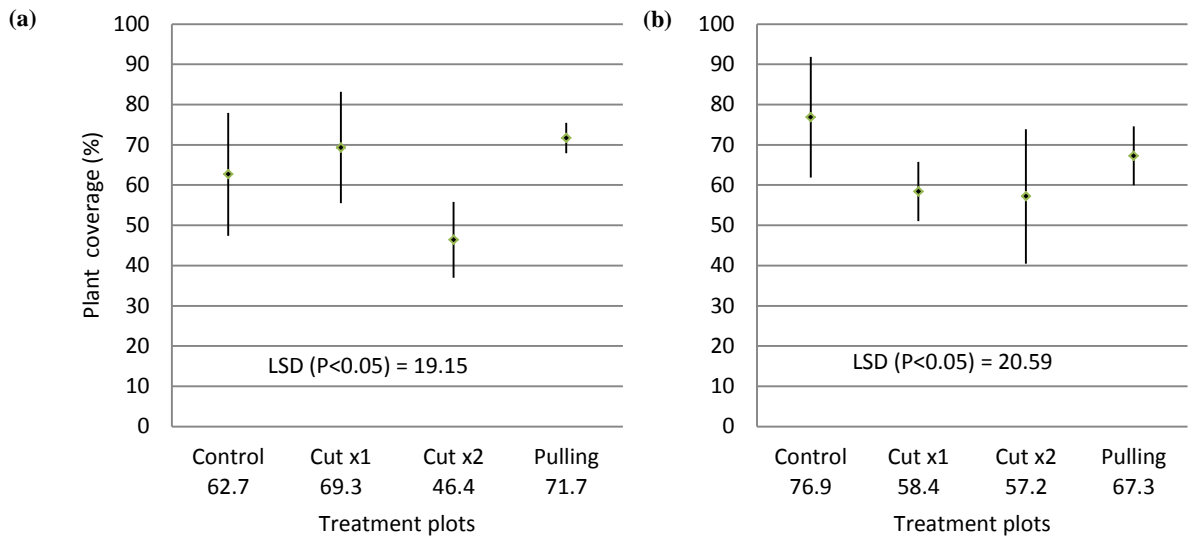 (a)
Plant coverage (%)
100
90
80
70
60
50
40
30
20
10
0
LSD (P<0.05) = 19.15
Control Cut x1 Cut x2 Pulling
62.7 69.3 46.4 71.7
Treatment plots
(b)
100
90
80
70
60
50
40
30
20
10
0
LSD (P<0.05) = 20.59
Control Cut x1 Cut x2 Pulling
76.9 58.4 57.2 67.3
Treatment plots